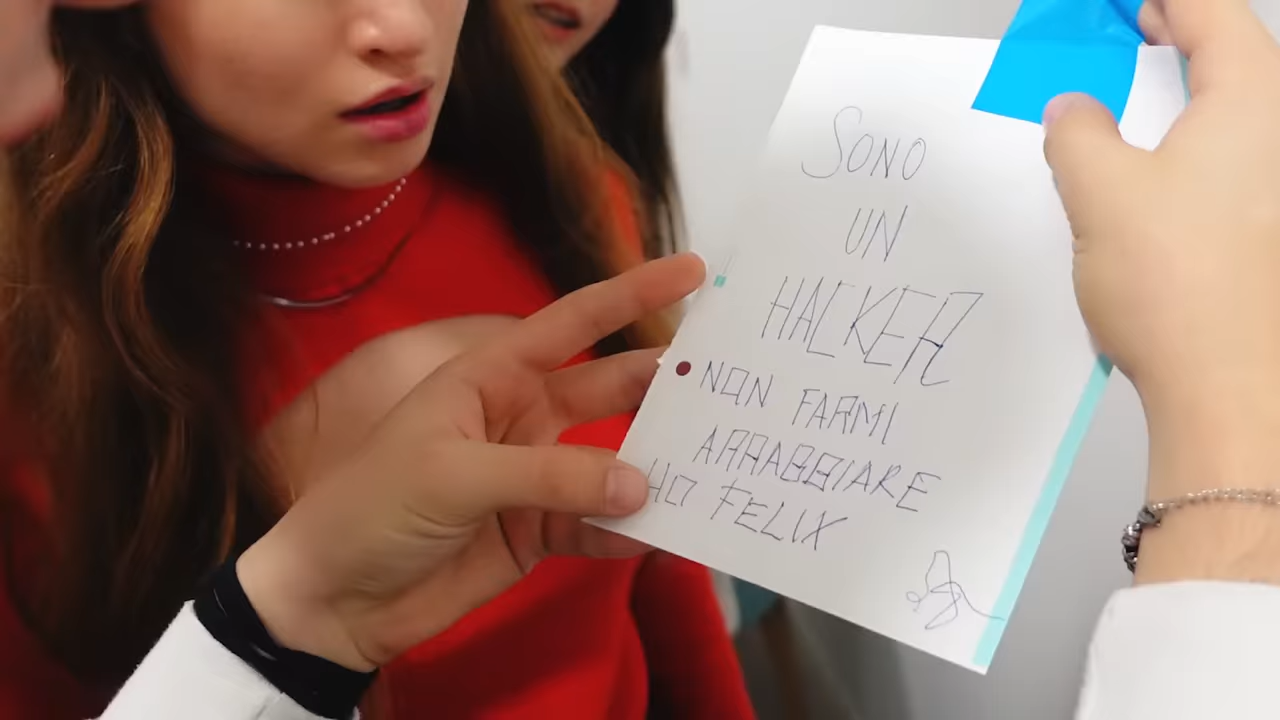 SONO
UN
HACKER
NON FARMI
ARRABBIARE
HO FELIX